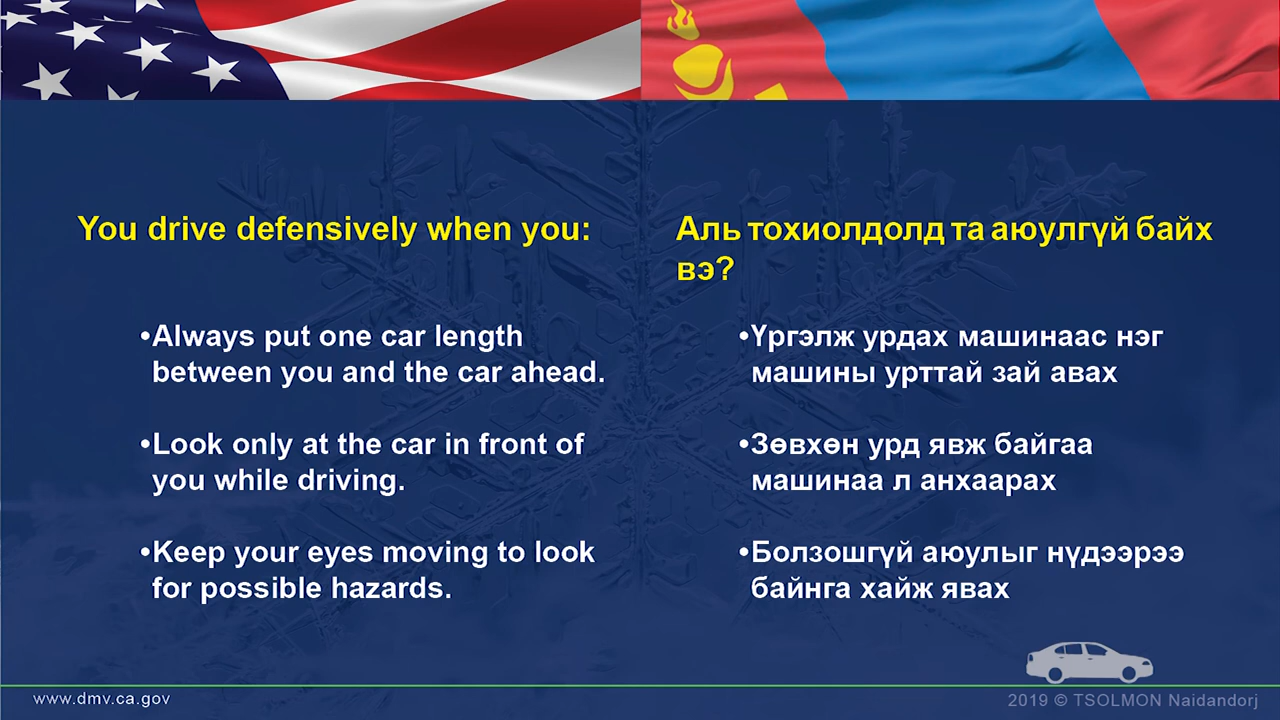 You drive defensively when you:
•Always put one car length
between you and the car ahead.
•Look only at the car in front of
you while driving.
•Keep your eyes moving to look
for possible hazards.
Аль тохиолдолд та аюулгүй байх
вэ?
•Үргэлж урдах машинаас нэг
машины урттай зай авах
•Зөвхөн урд явж байгаа
машинаа л анхаарах
•Болзошгүй аюулыг нүдээрээ
байнга хайж явах
www.dmv.ca.gov
2019 © TSOLMON Naidandorj